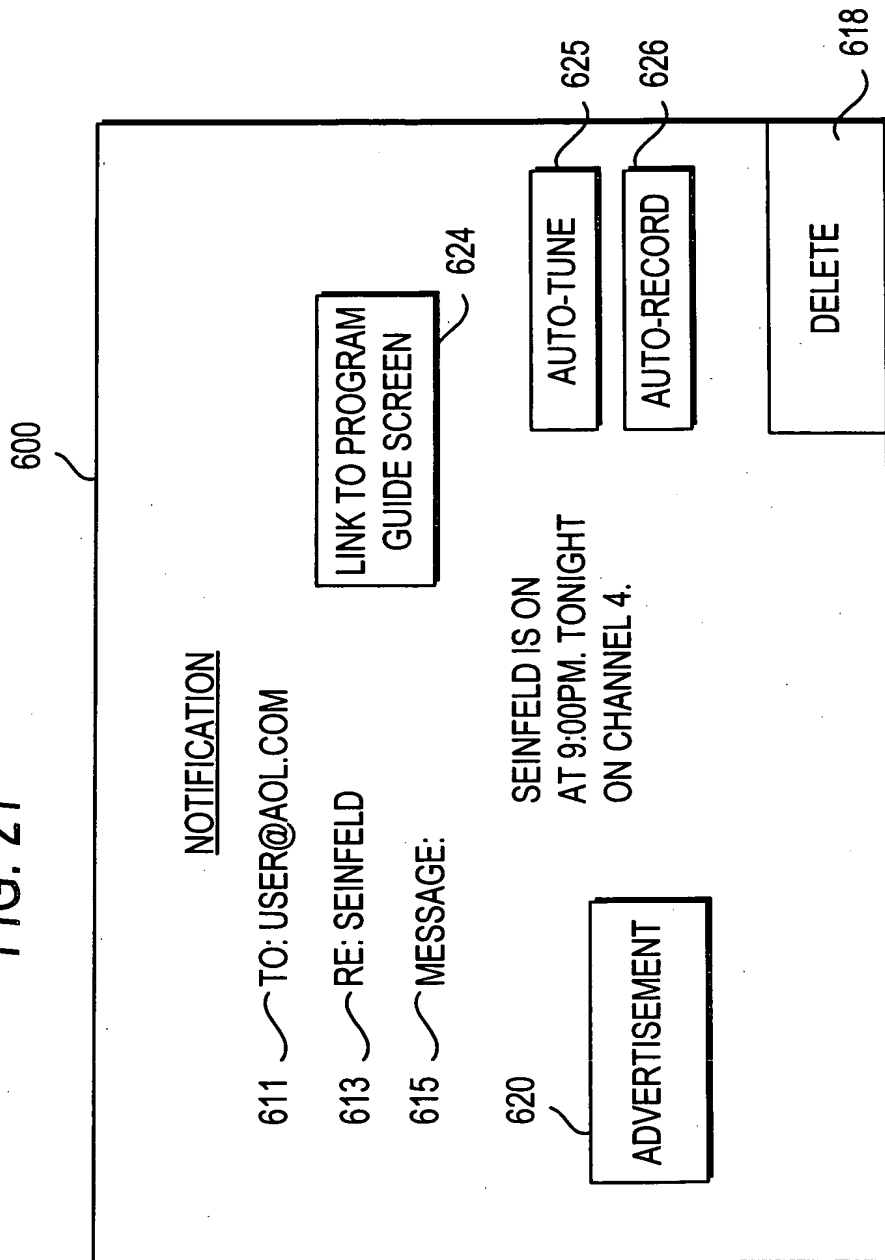 FIG. 21
600
NOTIFICATION
611
TO: USER@AOL.COM
LINK TO PROGRAM
GUIDE SCREEN
624
613
RE: SEINFELD
615
MESSAGE:
SEINFELD IS ON
AT 9:00PM. TONIGHT
ON CHANNEL 4.
AUTO-TUNE
625
AUTO-RECORD
626
620
ADVERTISEMENT
DELETE
618